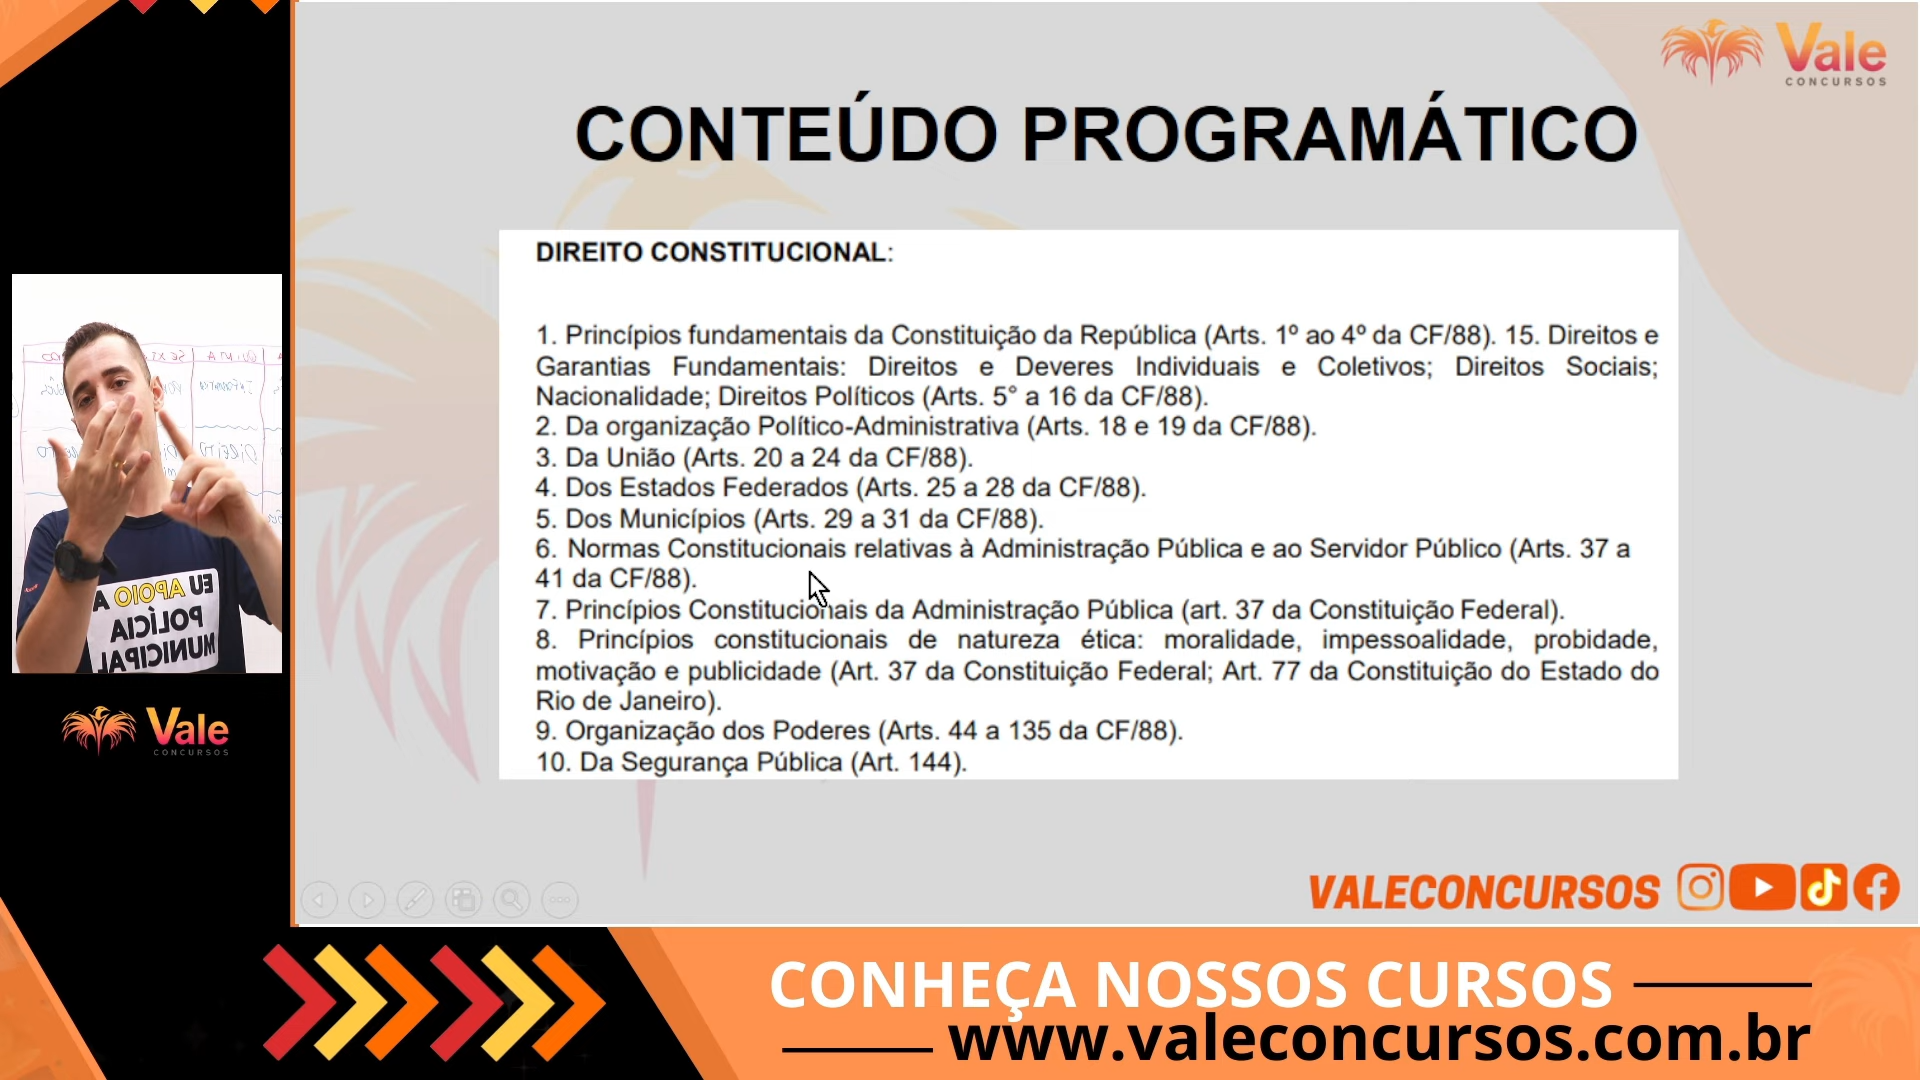 Vale
CONCURSOS
CONTEÚDO PROGRAMÁTICO
DIREITO CONSTITUCIONAL:
1. Princípios fundamentais da Constituição da República (Arts. 1º ao 4º da CF/88). 15. Direitos e
Garantias Fundamentais: Direitos e Deveres Individuais e Coletivos; Direitos Sociais;
Nacionalidade; Direitos Políticos (Arts. 5° a 16 da CF/88).
2. Da organização Político-Administrativa (Arts. 18 e 19 da CF/88).
3. Da União (Arts. 20 a 24 da CF/88).
4. Dos Estados Federados (Arts. 25 a 28 da CF/88).
5. Dos Municípios (Arts. 29 a 31 da CF/88).
6. Normas Constitucionais relativas à Administração Pública e ao Servidor Público (Arts. 37 a
41 da CF/88).
7. Princípios Constitucionais da Administração Pública (art. 37 da Constituição Federal).
8. Princípios constitucionais de natureza ética: moralidade, impessoalidade, probidade,
motivação e publicidade (Art. 37 da Constituição Federal; Art. 77 da Constituição do Estado do
Rio de Janeiro).
9. Organização dos Poderes (Arts. 44 a 135 da CF/88).
10. Da Segurança Pública (Art. 144).
EU APOIO A
POLÍCIA
MUNICIPAL
Vale
CONCURSOS
VALECONCURSOS
CONHEÇA NOSSOS CURSOS
www.valeconcursos.com.br